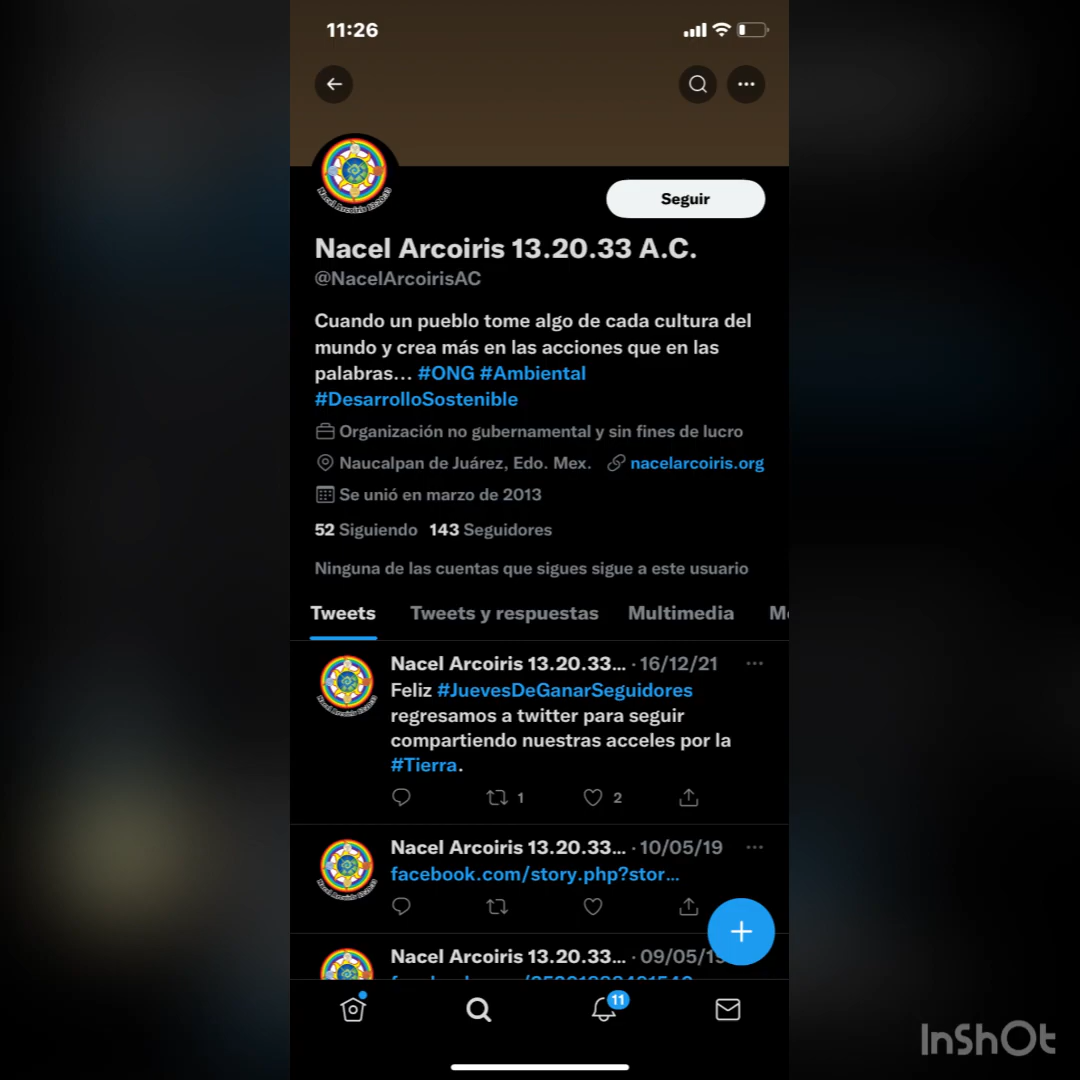 11:26
Nacel Arcoiris 13.20.33
Seguir
Nacel Arcoiris 13.20.33 A.C.
@NacelArcoirisAC
Cuando un pueblo tome algo de cada cultura del
mundo y crea más en las acciones que en las
palabras... #ONG #Ambiental
#DesarrolloSostenible
Organización no gubernamental y sin fines de lucro
Naucalpan de Juárez, Edo. Mex. nacelarcoiris.org
Se unió en marzo de 2013
52 Siguiendo 143 Seguidores
Ninguna de las cuentas que sigues sigue a este usuario
Tweets Tweets y respuestas Multimedia
Nacel Arcoiris 13.20.33... · 16/12/21
Feliz #JuevesDeGanarSeguidores
regresamos a twitter para seguir
compartiendo nuestras acceles por la
#Tierra.
1 2
Nacel Arcoiris 13.20.33... · 10/05/19
facebook.com/story.php?stor...
Nacel Arcoiris 13.20.33... ·
11
InShOt